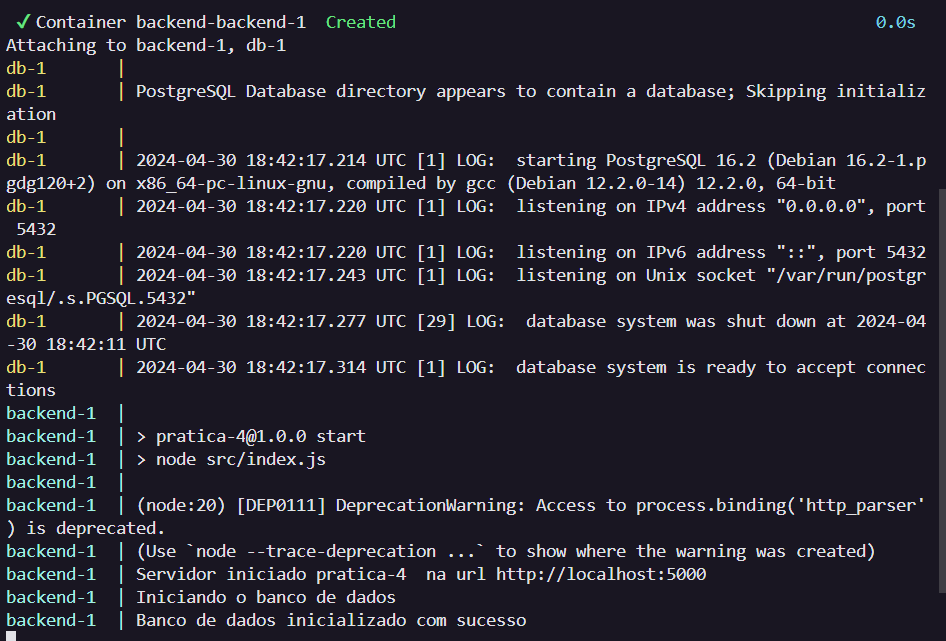 ✓ Container backend-backend-1  Created  0.0s
Attaching to backend-1, db-1
db-1       |
db-1       | PostgreSQL Database directory appears to contain a database; Skipping initializ
ation
db-1       |
db-1       | 2024-04-30 18:42:17.214 UTC [1] LOG:  starting PostgreSQL 16.2 (Debian 16.2-1.p
gdg120+2) on x86_64-pc-linux-gnu, compiled by gcc (Debian 12.2.0-14) 12.2.0, 64-bit
db-1       | 2024-04-30 18:42:17.220 UTC [1] LOG:  listening on IPv4 address "0.0.0.0", port
 5432
db-1       | 2024-04-30 18:42:17.220 UTC [1] LOG:  listening on IPv6 address "::", port 5432
db-1       | 2024-04-30 18:42:17.243 UTC [1] LOG:  listening on Unix socket "/var/run/postgr
esql/.s.PGSQL.5432"
db-1       | 2024-04-30 18:42:17.277 UTC [29] LOG:  database system was shut down at 2024-04
-30 18:42:11 UTC
db-1       | 2024-04-30 18:42:17.314 UTC [1] LOG:  database system is ready to accept connec
tions
backend-1  |
backend-1  | > pratica-4@1.0.0 start
backend-1  | > node src/index.js
backend-1  |
backend-1  | (node:20) [DEP0111] DeprecationWarning: Access to process.binding('http_parser'
) is deprecated.
backend-1  | (Use `node --trace-deprecation ...` to show where the warning was created)
backend-1  | Servidor iniciado pratica-4  na url http://localhost:5000
backend-1  | Iniciando o banco de dados
backend-1  | Banco de dados inicializado com sucesso